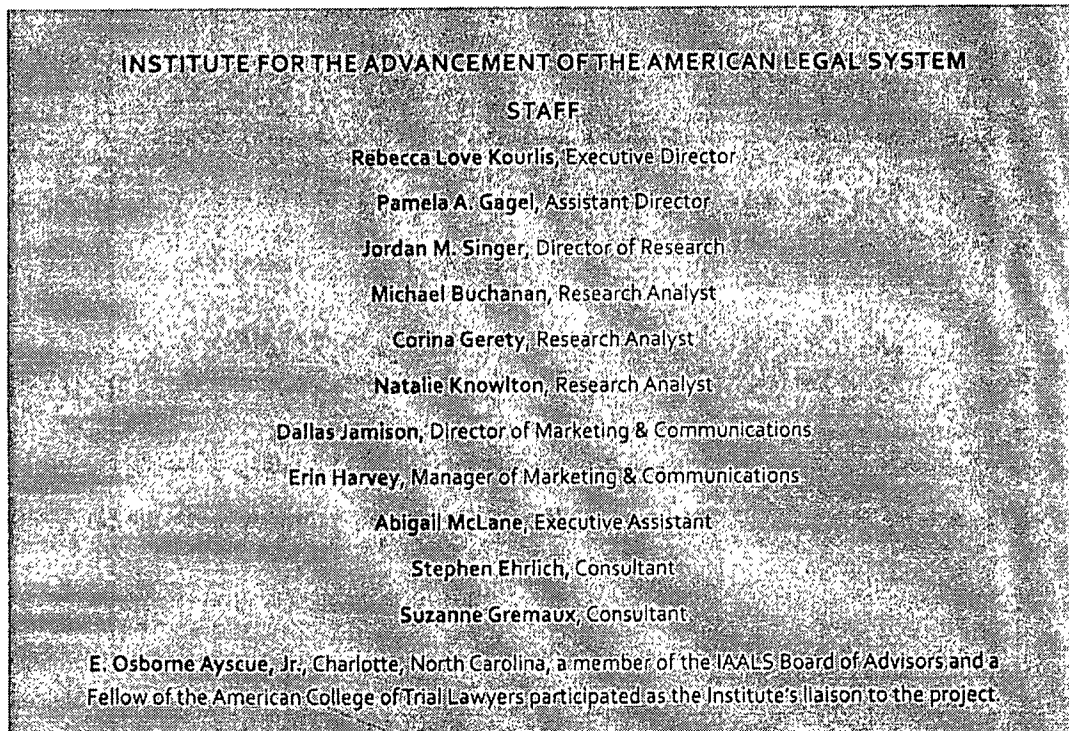 INSTITUTE FOR THE ADVANCEMENT OF THE AMERICAN LEGAL SYSTEM
STAFF
Rebecca Love Kourlis, Executive Director
Pamela A. Gagel, Assistant Director
Jordan M. Singer, Director of Research
Michael Buchanan, Research Analyst
Corina Gerety, Research Analyst
Natalie Knowlton, Research Analyst
Dallas Jamison, Director of Marketing & Communications
Erin Harvey, Manager of Marketing & Communications
Abigail McLane, Executive Assistant
Stephen Ehrlich, Consultant
Suzanne Gremaux, Consultant
E. Osborne Ayscue, Jr., Charlotte, North Carolina, a member of the IAALS Board of Advisors and a
Fellow of the American College of Trial Lawyers participated as the Institute's liaison to the project.